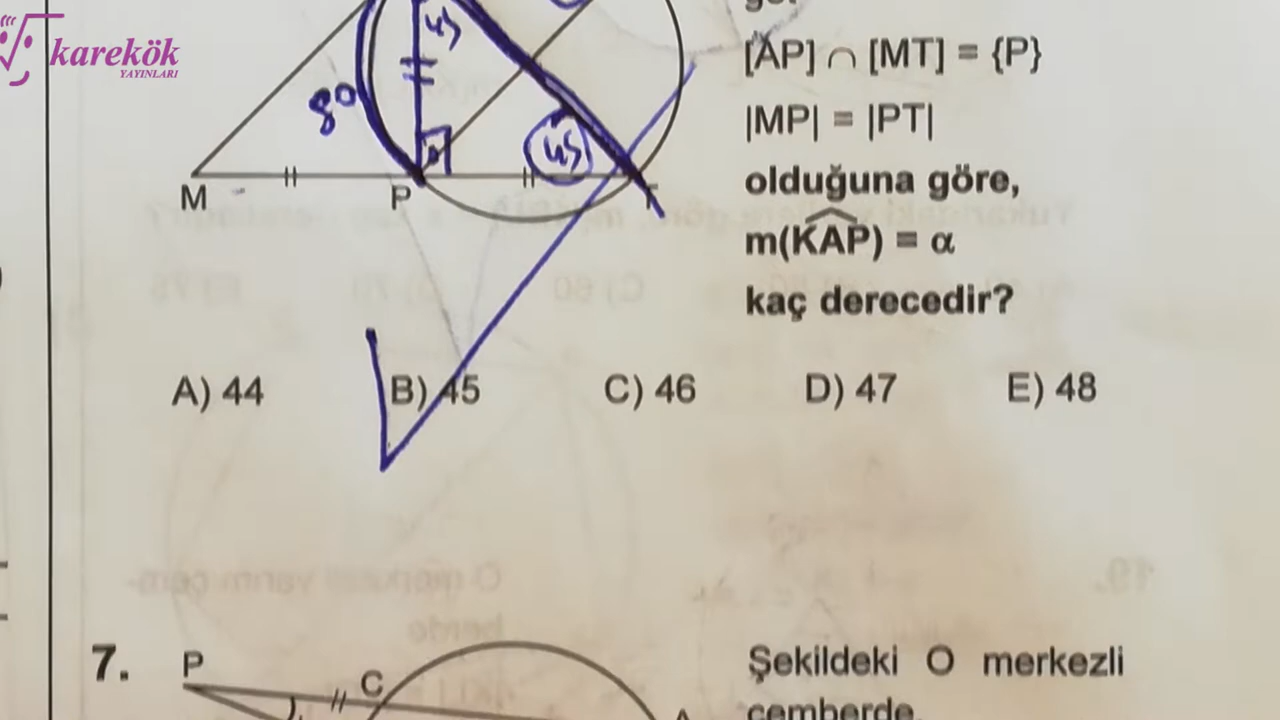 karekök
YAYINLARI
[AP] ∩ [MT] = {P}
|MP| = |PT|
olduğuna göre,
m(KAP) = α
kaç derecedir?
45
80
45
M
P
T
A) 44 B) 45 C) 46 D) 47 E) 48
7.
P
C
A
Şekildeki O merkezli
çemberde,